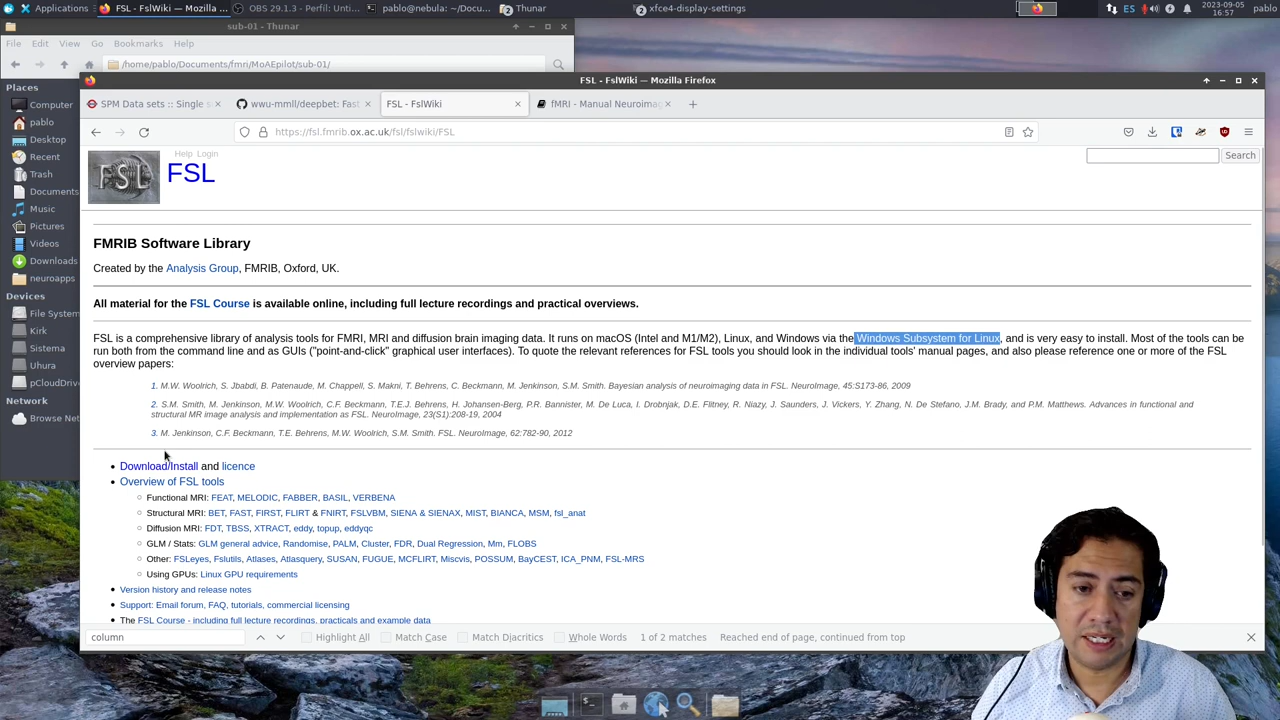 Applications
FSL - FslWiki — Mozilla Firef...
OBS 29.1.3 - Perfil: Unti...
pablo@nebula: ~/Docu...
2 Thunar
2 xfce4-display-settings
ES
2023-09-05
16:57
sub-01 - Thunar
File Edit View Go Bookmarks Help
/home/pablo/Documents/fmri/MoAEpilot/sub-01/
Places
Computer
pablo
Desktop
Recent
Trash
Documents
Music
Pictures
Videos
Downloads
neuroapps
Devices
File System
Kirk
Sistema
Uhura
pCloudDriv
Network
Browse Net
FSL - FslWiki — Mozilla Firefox
SPM Data sets :: Single s
wwu-mmll/deepbet: Fast
FSL - FslWiki
fMRI - Manual Neuroimag
https://fsl.fmrib.ox.ac.uk/fsl/fslwiki/FSL
Help Login
FSL
FSL
Search
FMRIB Software Library
Created by the Analysis Group, FMRIB, Oxford, UK.
All material for the FSL Course is available online, including full lecture recordings and practical overviews.
FSL is a comprehensive library of analysis tools for FMRI, MRI and diffusion brain imaging data. It runs on macOS (Intel and M1/M2), Linux, and Windows via the Windows Subsystem for Linux, and is very easy to install. Most of the tools can be
run both from the command line and as GUIs ("point-and-click" graphical user interfaces). To quote the relevant references for FSL tools you should look in the individual tools' manual pages, and also please reference one or more of the FSL
overview papers:
1. M.W. Woolrich, S. Jbabdi, B. Patenaude, M. Chappell, S. Makni, T. Behrens, C. Beckmann, M. Jenkinson, S.M. Smith. Bayesian analysis of neuroimaging data in FSL. NeuroImage, 45:S173-86, 2009
2. S.M. Smith, M. Jenkinson, M.W. Woolrich, C.F. Beckmann, T.E.J. Behrens, H. Johansen-Berg, P.R. Bannister, M. De Luca, I. Drobnjak, D.E. Flitney, R. Niazy, J. Saunders, J. Vickers, Y. Zhang, N. De Stefano, J.M. Brady, and P.M. Matthews. Advances in functional and
structural MR image analysis and implementation as FSL. NeuroImage, 23(S1):208-19, 2004
3. M. Jenkinson, C.F. Beckmann, T.E. Behrens, M.W. Woolrich, S.M. Smith. FSL. NeuroImage, 62:782-90, 2012
Download/Install and licence
Overview of FSL tools
Functional MRI: FEAT, MELODIC, FABBER, BASIL, VERBENA
Structural MRI: BET, FAST, FIRST, FLIRT & FNIRT, FSLVBM, SIENA & SIENAX, MIST, BIANCA, MSM, fsl_anat
Diffusion MRI: FDT, TBSS, XTRACT, eddy, topup, eddyqc
GLM / Stats: GLM general advice, Randomise, PALM, Cluster, FDR, Dual Regression, Mm, FLOBS
Other: FSLeyes, Fslutils, Atlases, Atlasquery, SUSAN, FUGUE, MCFLIRT, Miscvis, POSSUM, BayCEST, ICA_PNM, FSL-MRS
Using GPUs: Linux GPU requirements
Version history and release notes
Support: Email forum, FAQ, tutorials, commercial licensing
The FSL Course - including full lecture recordings, practicals and example data
column
Highlight All
Match Case
Match Diacritics
Whole Words
1 of 2 matches
Reached end of page, continued from top